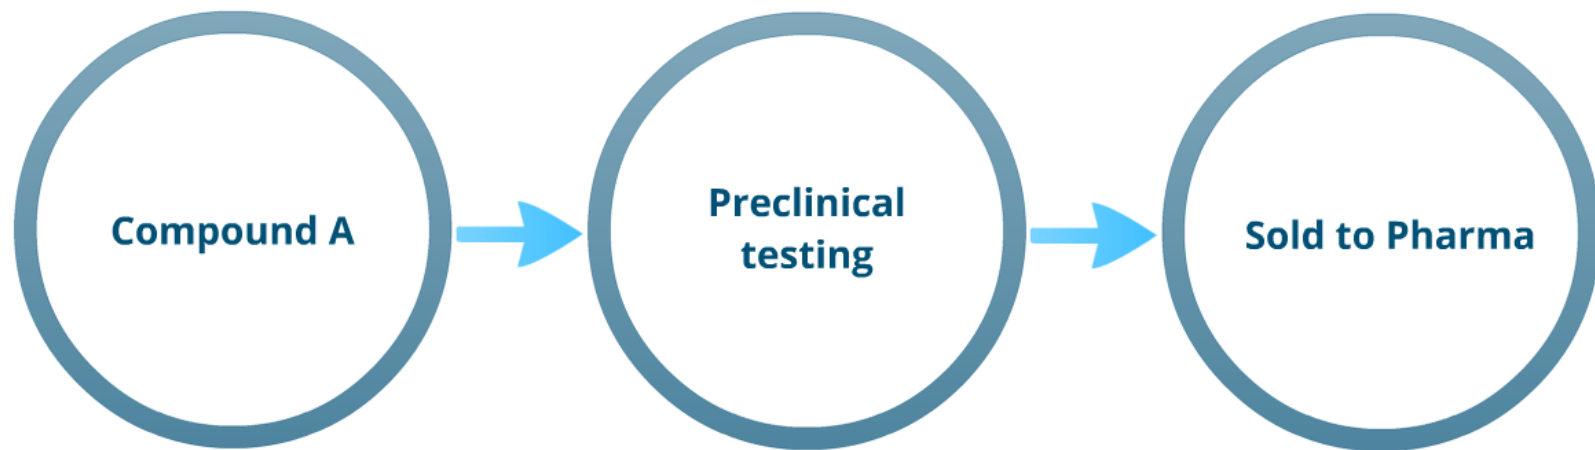 Compound A
Preclinical
testing
Sold to Pharma